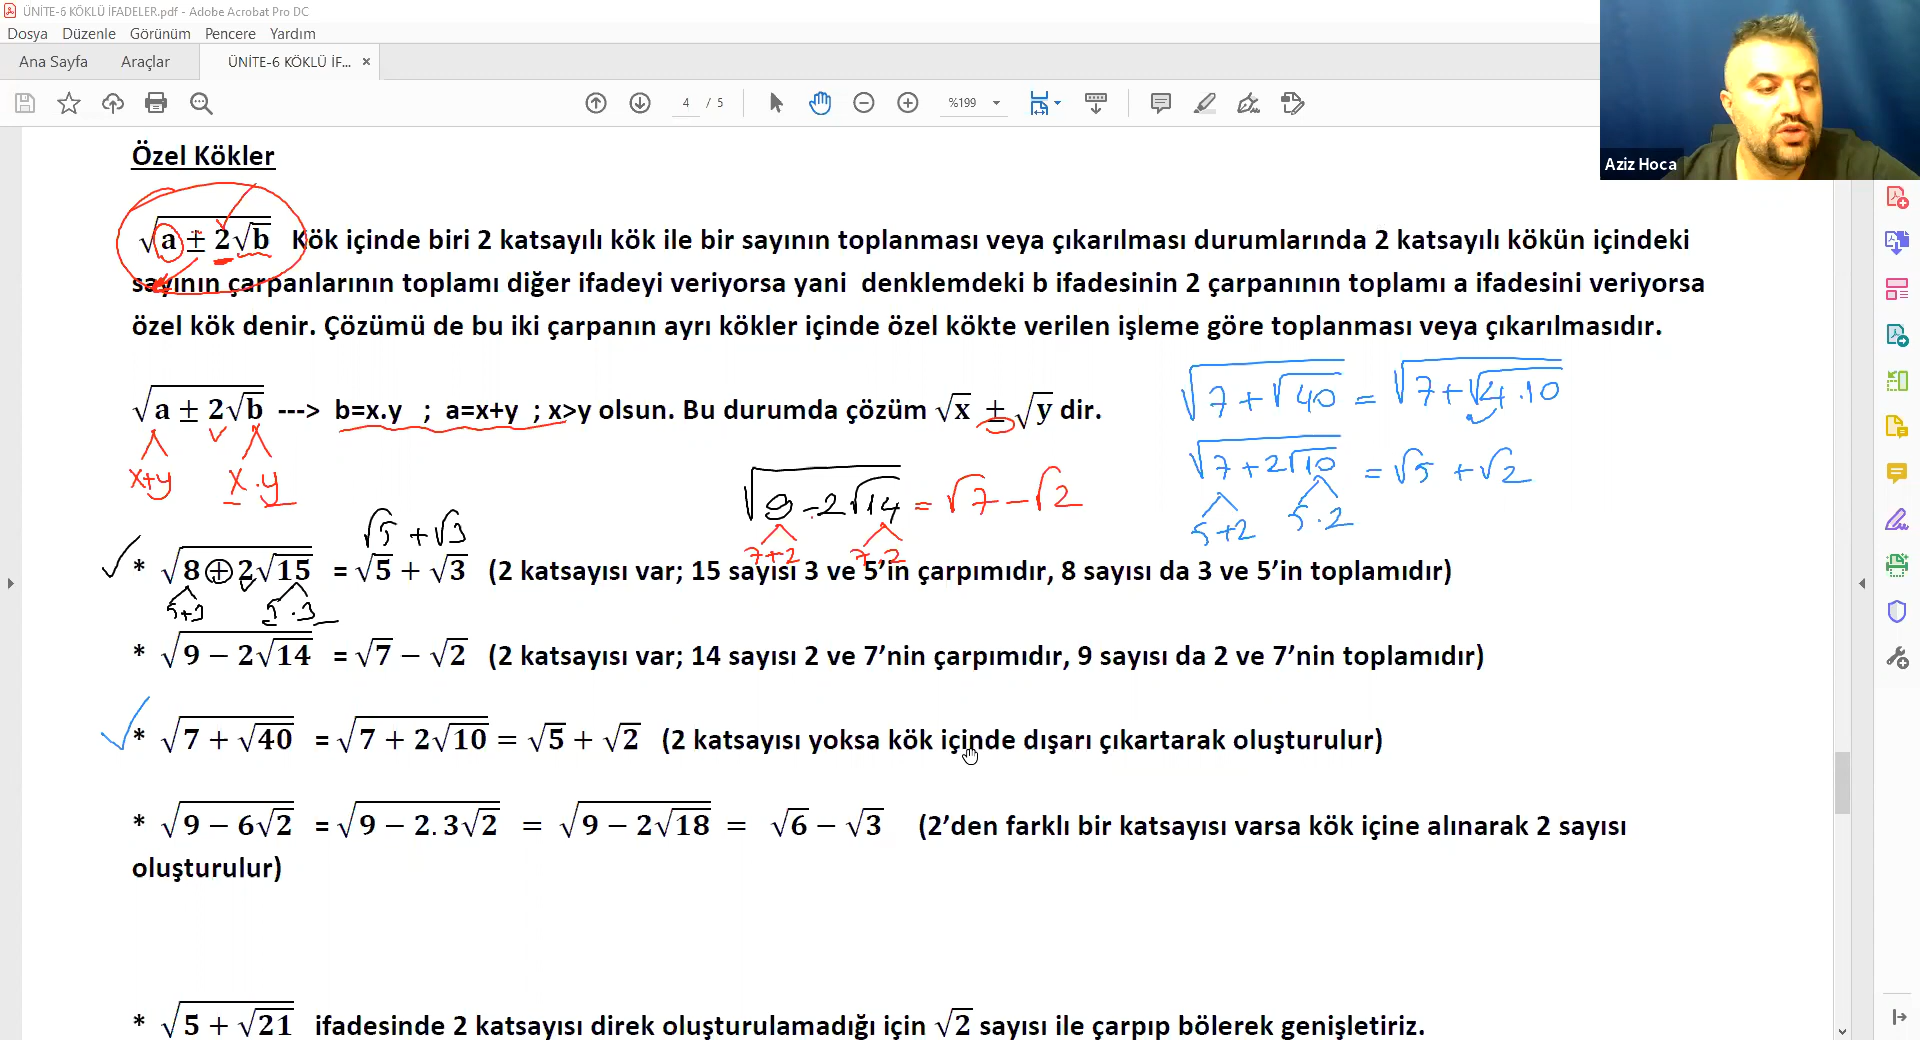 ÜNİTE-6 KÖKLÜ İFADELER.pdf - Adobe Acrobat Pro DC
Dosya Düzenle Görünüm Pencere Yardım
Ana Sayfa Araçlar ÜNİTE-6 KÖKLÜ İF... ×
4 / 5 %199
Aziz Hoca
Özel Kökler
√(a ± 2√b) Kök içinde biri 2 katsayılı kök ile bir sayının toplanması veya çıkarılması durumlarında 2 katsayılı kökün içindeki
sayının çarpanlarının toplamı diğer ifadeyi veriyorsa yani denklemdeki b ifadesinin 2 çarpanının toplamı a ifadesini veriyorsa
özel kök denir. Çözümü de bu iki çarpanın ayrı kökler içinde özel kökte verilen işleme göre toplanması veya çıkarılmasıdır.
√(7 + √40) = √(7 + √4.10)
√(a ± 2√b) ---> b=x.y ; a=x+y ; x>y olsun. Bu durumda çözüm √x ± √y dir.
√(7 + 2√10) = √5 + √2
x+y x.y
5+2 5.2
√(9 - 2√14) = √7 - √2
7+2 7.2
√5 + √3
* √(8 + 2√15) = √5 + √3 (2 katsayısı var; 15 sayısı 3 ve 5’in çarpımıdır, 8 sayısı da 3 ve 5’in toplamıdır)
5+3 5.3
* √(9 − 2√14) = √7 − √2 (2 katsayısı var; 14 sayısı 2 ve 7’nin çarpımıdır, 9 sayısı da 2 ve 7’nin toplamıdır)
* √(7 + √40) = √(7 + 2√10) = √5 + √2 (2 katsayısı yoksa kök içinde dışarı çıkartarak oluşturulur)
* √(9 − 6√2) = √(9 − 2.3√2) = √(9 − 2√18) = √6 − √3 (2’den farklı bir katsayısı varsa kök içine alınarak 2 sayısı
oluşturulur)
* √(5 + √21) ifadesinde 2 katsayısı direk oluşturulamadığı için √2 sayısı ile çarpıp bölerek genişletiriz.